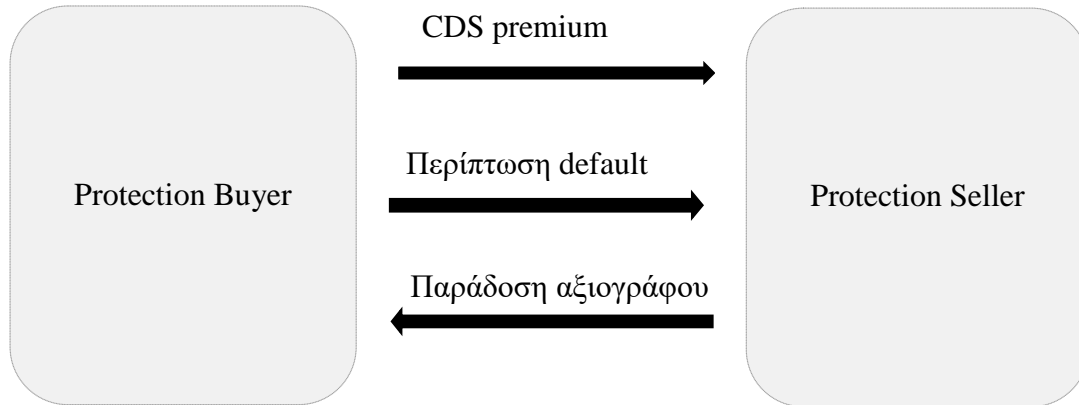 CDS premium
Περίπτωση default
Protection Buyer
Protection Seller
Παράδοση αξιογράφου